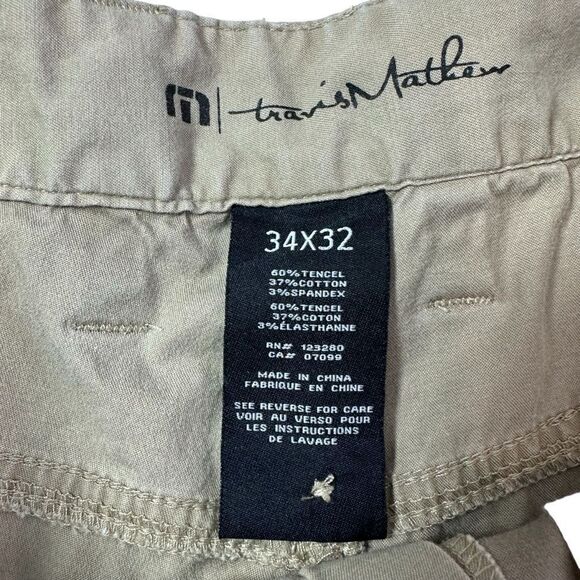 m | travisMathew
34X32
60%TENCEL
37%COTTON
3%SPANDEX
60%TENCEL
37%COTON
3%ÉLASTHANNE
RN# 123280
CA# 07099
MADE IN CHINA
FABRIQUE EN CHINE
SEE REVERSE FOR CARE
VOIR AU VERSO POUR
LES INSTRUCTIONS
DE LAVAGE